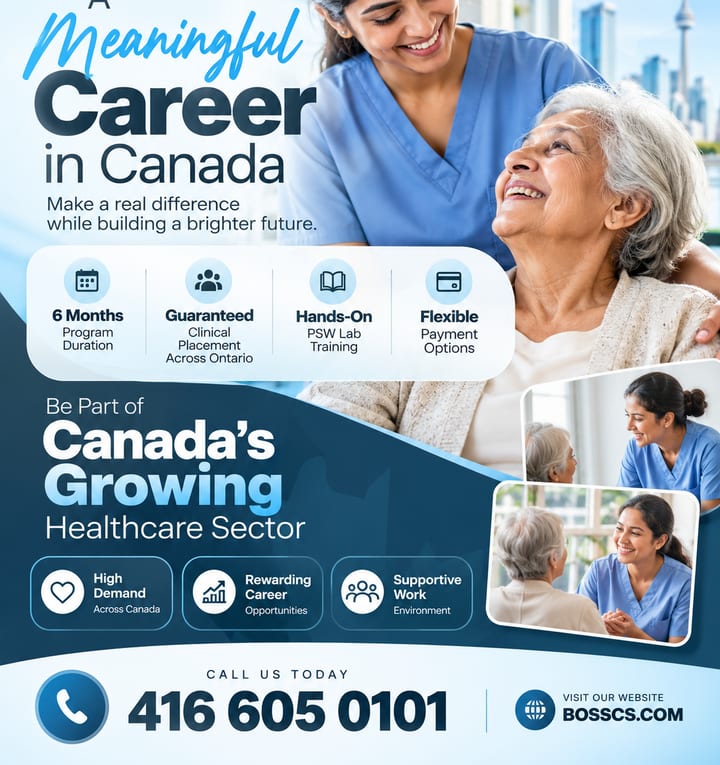 A
Meaningful
Career
in Canada
Make a real difference
while building a brighter future.
6 Months
Program
Duration
Guaranteed
Clinical
Placement
Across Ontario
Hands-On
PSW Lab
Training
Flexible
Payment
Options
Be Part of
Canada's
Growing
Healthcare Sector
High
Demand
Across Canada
Rewarding
Career
Opportunities
Supportive
Work
Environment
CALL US TODAY
416 605 0101
VISIT OUR WEBSITE
BOSSCS.COM